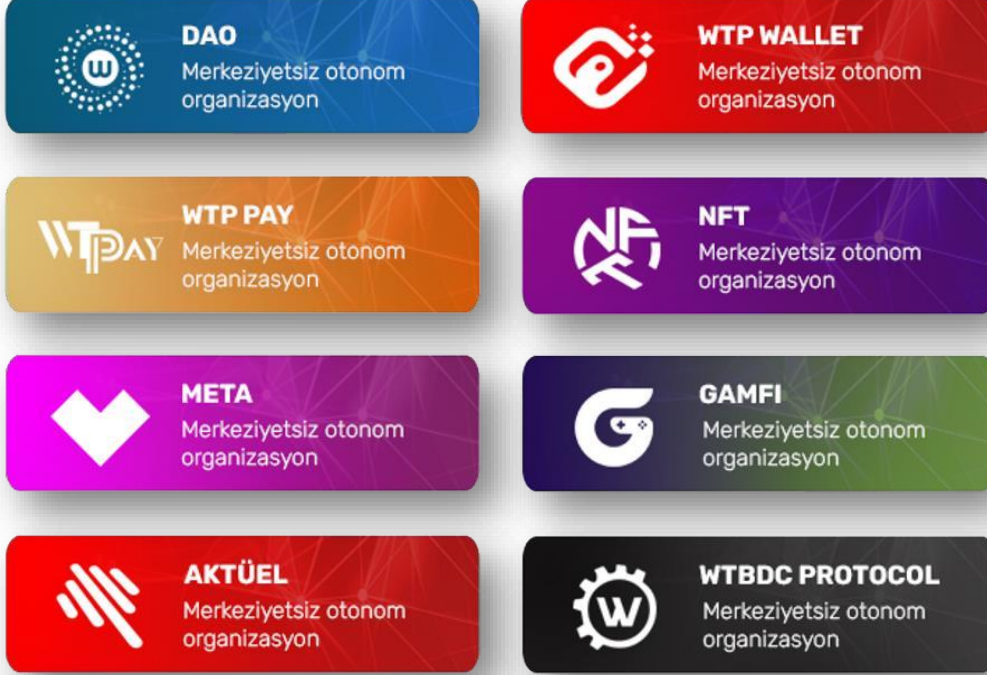 DAO
Merkeziyetsiz otonom
organizasyon
WTP WALLET
Merkeziyetsiz otonom
organizasyon
WTPAY
WTP PAY
Merkeziyetsiz otonom
organizasyon
NFT
NFT
Merkeziyetsiz otonom
organizasyon
META
Merkeziyetsiz otonom
organizasyon
G
GAMFI
Merkeziyetsiz otonom
organizasyon
AKTÜEL
Merkeziyetsiz otonom
organizasyon
W
WTBDC PROTOCOL
Merkeziyetsiz otonom
organizasyon